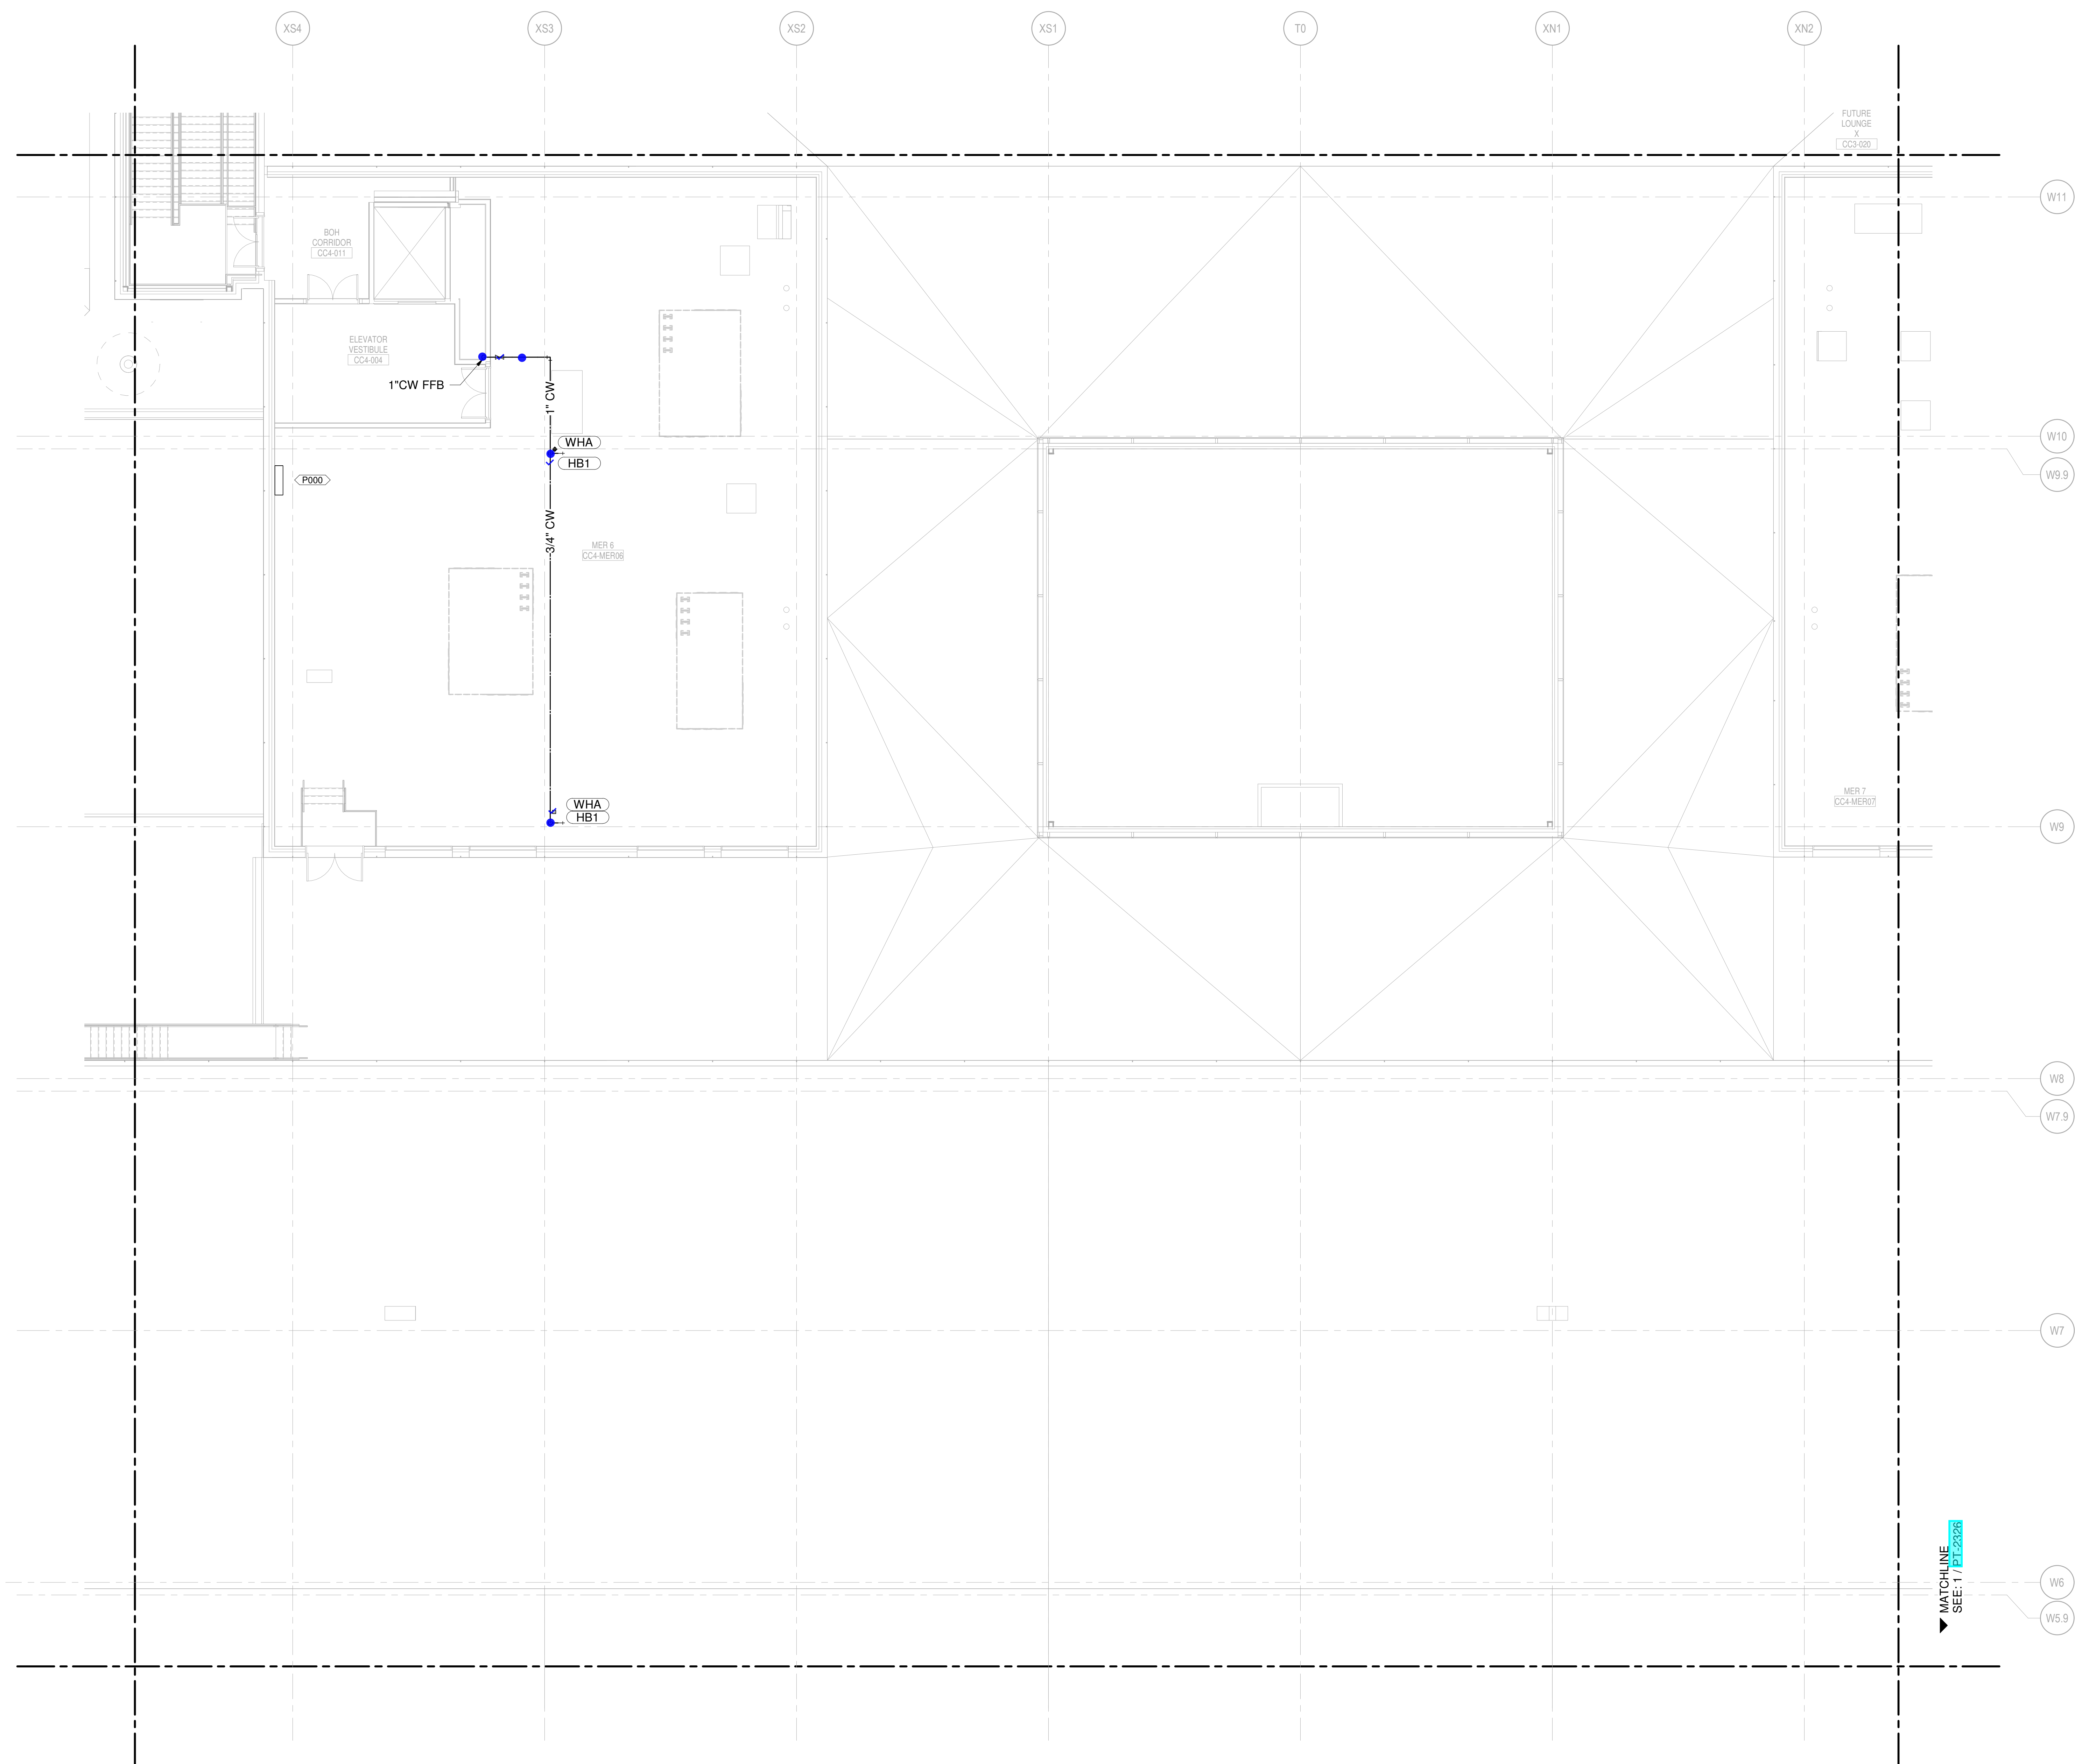 XS4
XS3
XS2
XS1
T0
XN1
XN2
FUTURE
LOUNGE
X
CC3-020
W11
BOH
CORRIDOR
CC4-011
ELEVATOR
VESTIBULE
CC4-004
1"CW FFB
1" CW
WHA
HB1
W10
W9.9
P000
3/4" CW
MER 6
CC4-MER06
MER 7
CC4-MER07
WHA
HB1
W9
W8
W7.9
W7
MATCHLINE
SEE: 1 / PT-2326
W6
W5.9